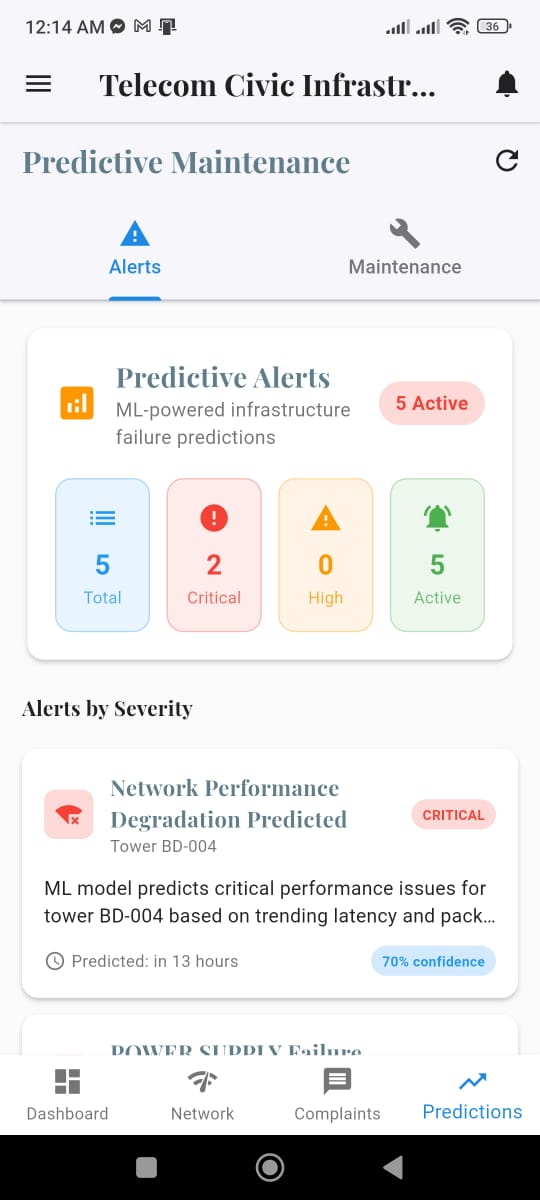 12:14 AM
36
Telecom Civic Infrastr...
Predictive Maintenance
Alerts
Maintenance
Predictive Alerts
ML-powered infrastructure
failure predictions
5 Active
5
Total
2
Critical
0
High
5
Active
Alerts by Severity
Network Performance
Degradation Predicted
Tower BD-004
CRITICAL
ML model predicts critical performance issues for
tower BD-004 based on trending latency and pack...
Predicted: in 13 hours
70% confidence
POWER SUPPLY Failure
Dashboard
Network
Complaints
Predictions